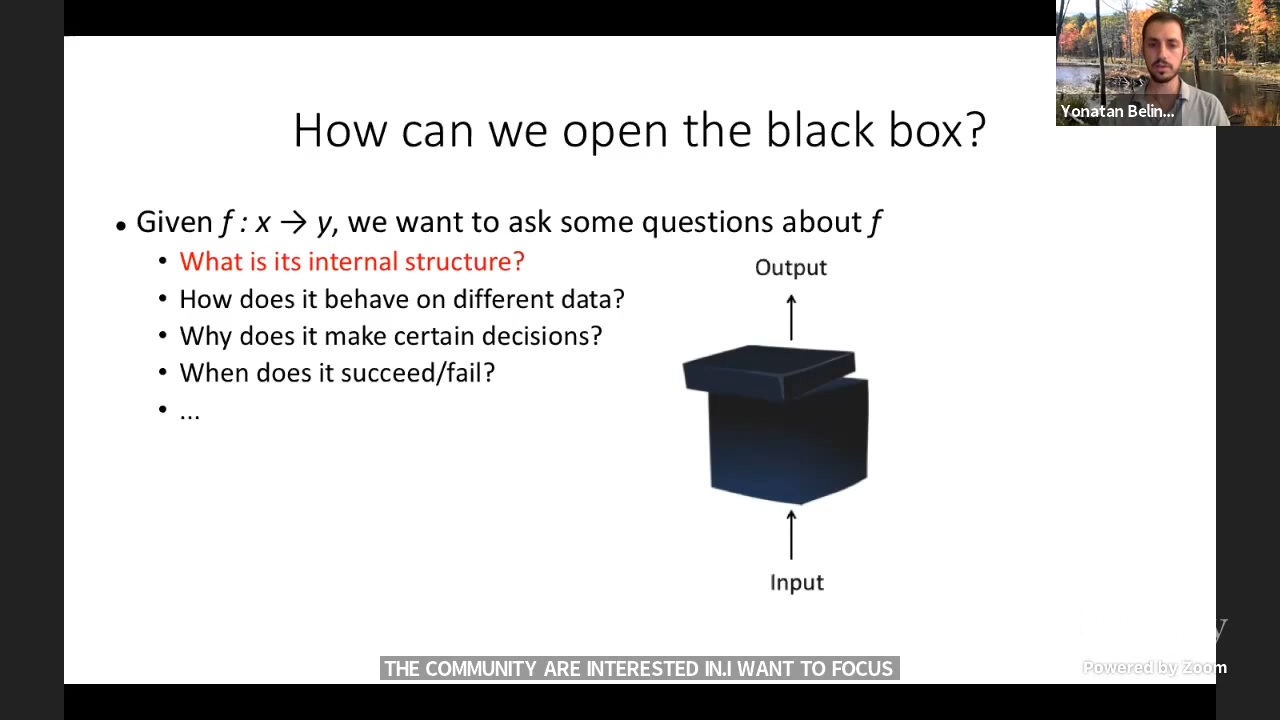 How can we open the black box?
Yonatan Belin...
• Given f : x → y, we want to ask some questions about f
• What is its internal structure?
• How does it behave on different data?
• Why does it make certain decisions?
• When does it succeed/fail?
• ...
Output
Input
THE COMMUNITY ARE INTERESTED IN.I WANT TO FOCUS
Powered by Zoom